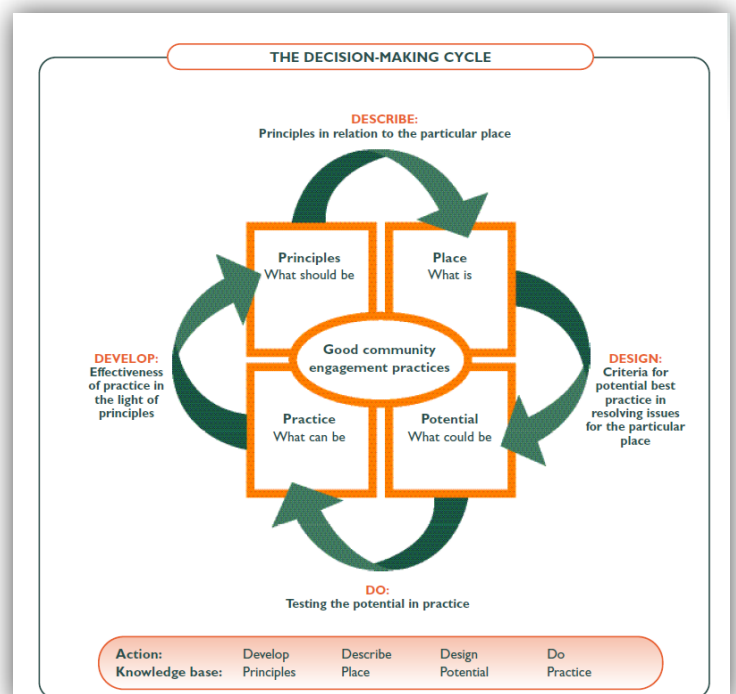 THE DECISION-MAKING CYCLE
DESCRIBE:
Principles in relation to the particular place
Principles
What should be
Place
What is
Good community
engagement practices
DEVELOP:
Effectiveness
of practice in
the light of
principles
DESIGN:
Criteria for
potential best
practice in
resolving issues
for the particular
place
Practice
What can be
Potential
What could be
DO:
Testing the potential in practice
Action: Develop Describe Design Do
Knowledge base: Principles Place Potential Practice